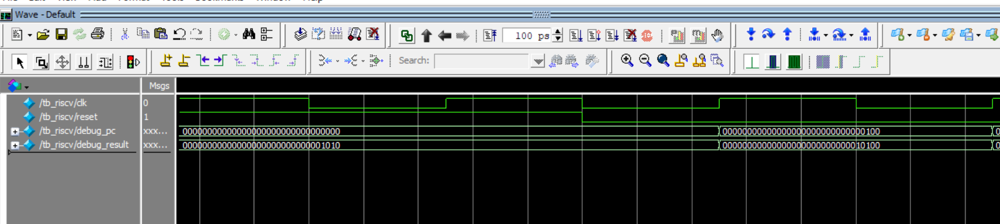 Wave - Default
100 ps
Search:
Msgs
/tb_riscv/clk 0
/tb_riscv/reset 1
/tb_riscv/debug_pc xxx... 00000000000000000000000000000000 00000000000000000000000000000100 0
/tb_riscv/debug_result xxx... 00000000000000000000000000001010 00000000000000000000000000010100 0